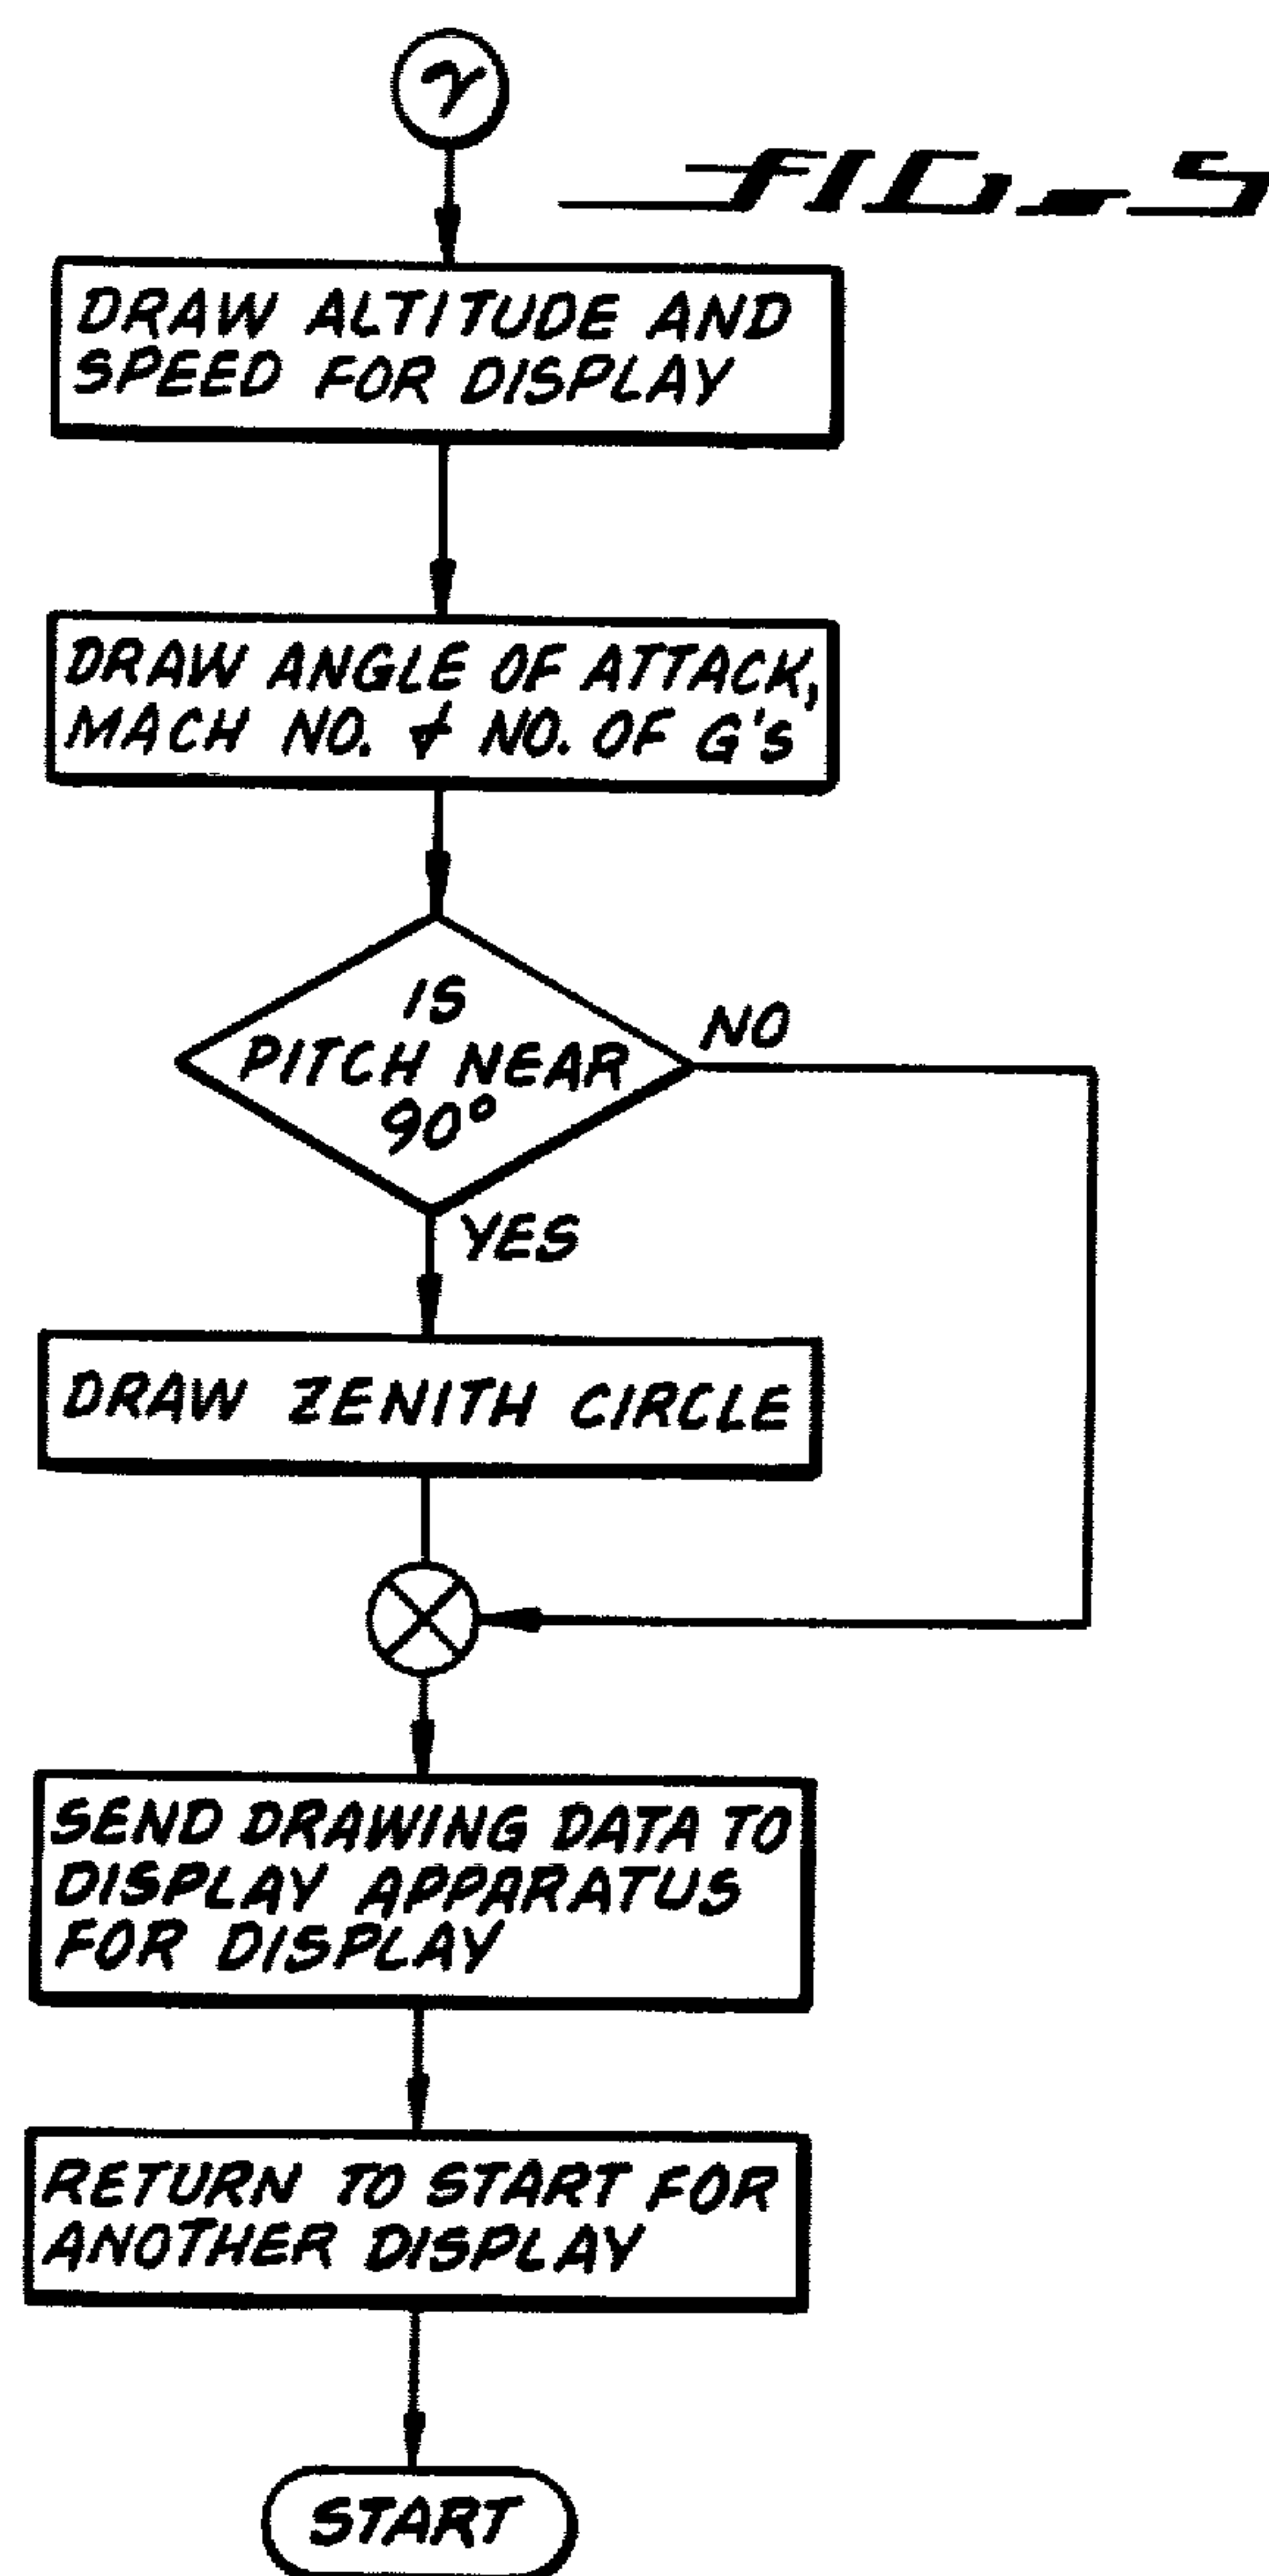 γ
FIG. 5
DRAW ALTITUDE AND
SPEED FOR DISPLAY
DRAW ANGLE OF ATTACK,
MACH NO. & NO. OF G'S
IS
PITCH NEAR
90°
NO
YES
DRAW ZENITH CIRCLE
SEND DRAWING DATA TO
DISPLAY APPARATUS
FOR DISPLAY
RETURN TO START FOR
ANOTHER DISPLAY
START